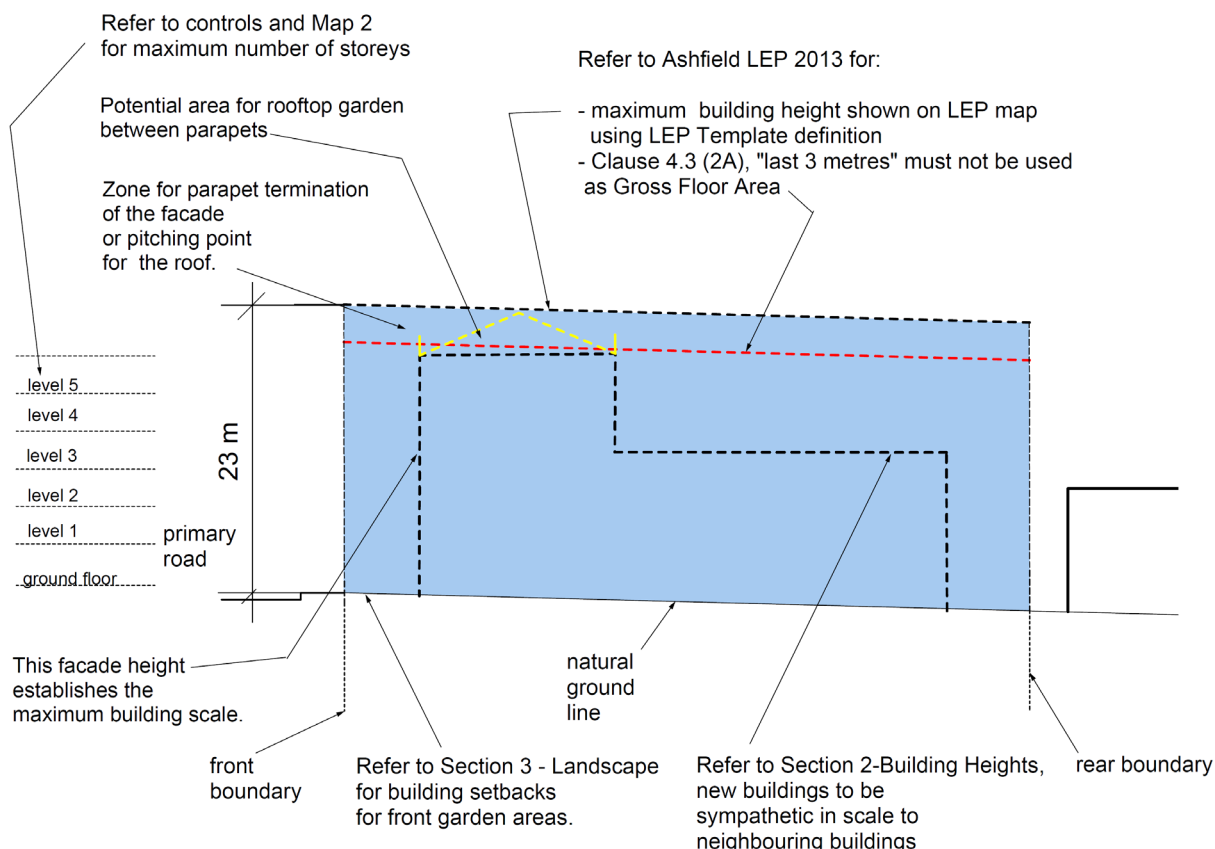 Refer to controls and Map 2
for maximum number of storeys
Refer to Ashfield LEP 2013 for:
- maximum building height shown on LEP map
using LEP Template definition
- Clause 4.3 (2A), "last 3 metres" must not be used
as Gross Floor Area
Potential area for rooftop garden
between parapets
Zone for parapet termination
of the facade
or pitching point
for the roof.
level 5
level 4
level 3
level 2
level 1
ground floor
23 m
primary
road
This facade height
establishes the
maximum building scale.
natural
ground
line
front
boundary
Refer to Section 3 - Landscape
for building setbacks
for front garden areas.
Refer to Section 2-Building Heights,
new buildings to be
sympathetic in scale to
neighbouring buildings
rear boundary